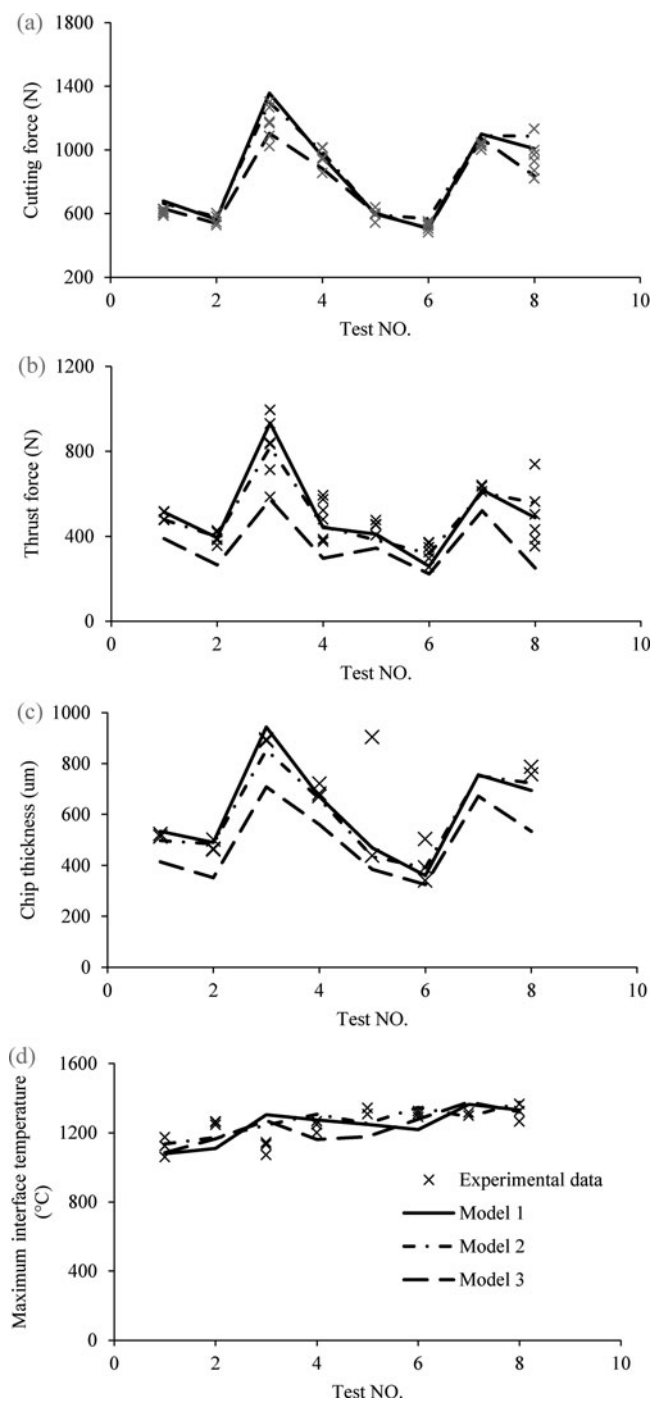 (a)
1800
1400
1000
600
200
Cutting force (N)
0 2 4 6 8 10
Test NO.
(b)
1200
800
400
0
Thrust force (N)
0 2 4 6 8 10
Test NO.
(c)
1000
800
600
400
200
0
Chip thickness (um)
0 2 4 6 8 10
Test NO.
(d)
1600
1200
800
400
0
Maximum interface temperature
(°C)
Experimental data
Model 1
Model 2
Model 3
0 2 4 6 8 10
Test NO.